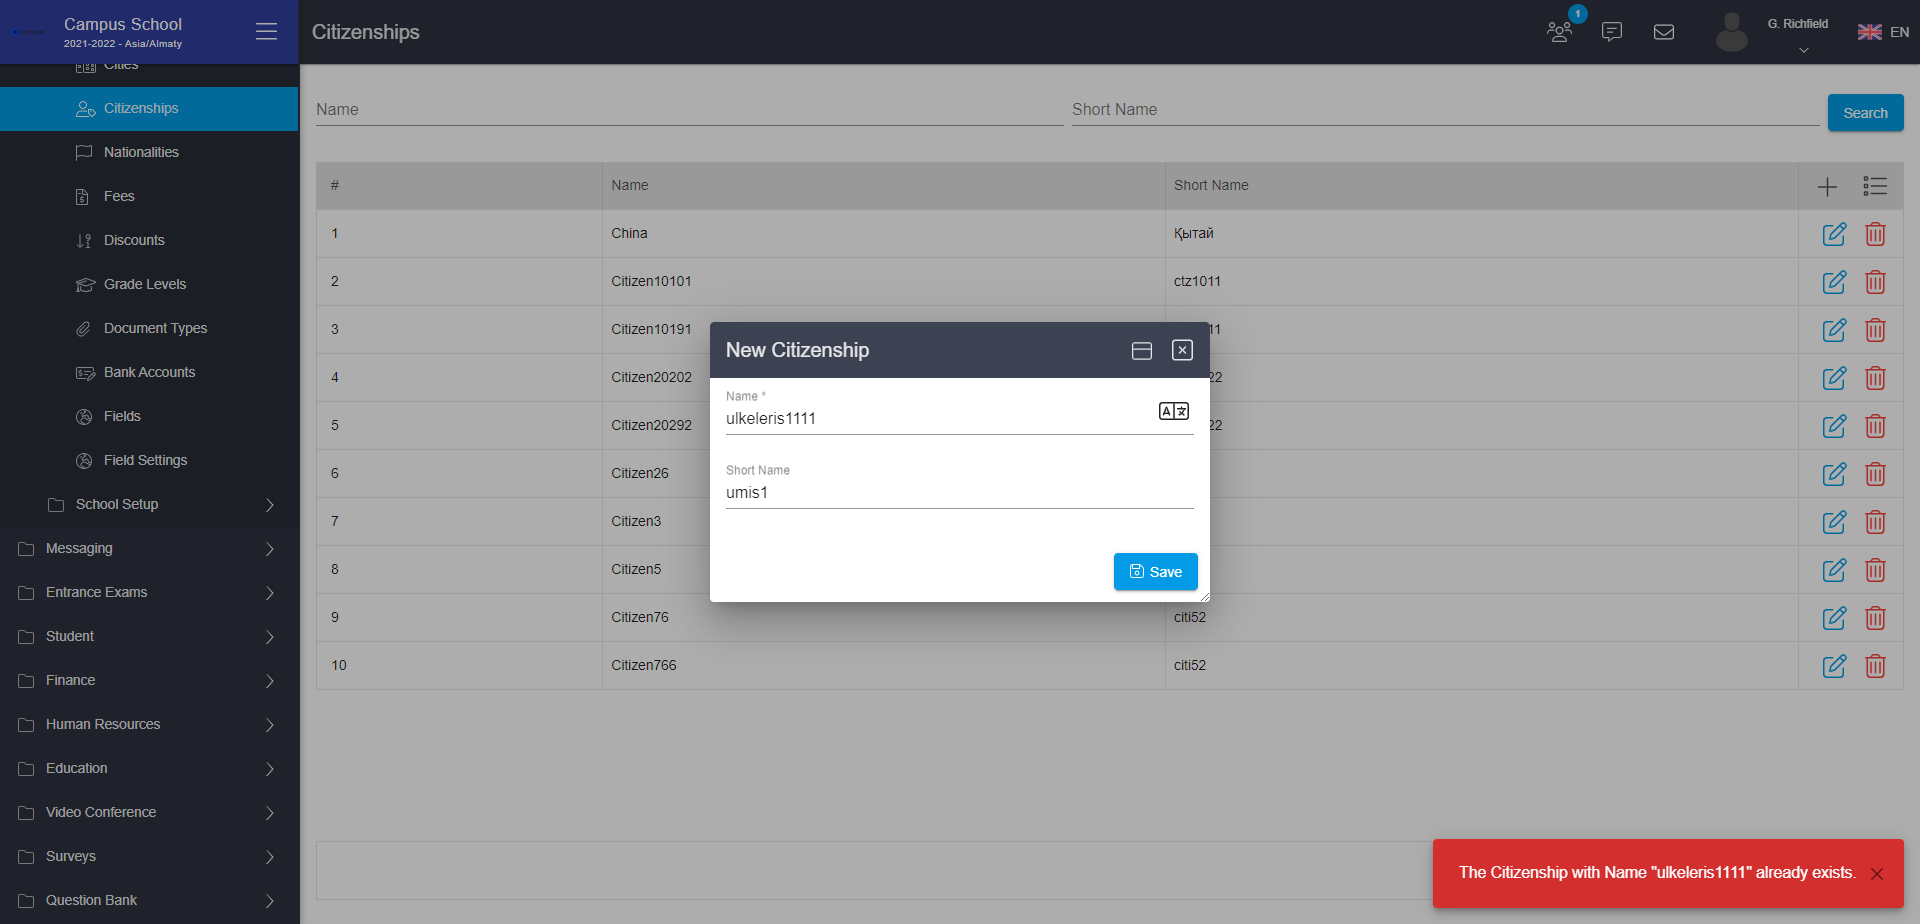 Campus School
2021-2022 - Asia/Almaty
Citizenships
1
G. Richfield
EN
Cities
Citizenships
Nationalities
Fees
Discounts
Grade Levels
Document Types
Bank Accounts
Fields
Field Settings
School Setup
Messaging
Entrance Exams
Student
Finance
Human Resources
Education
Video Conference
Surveys
Question Bank
Name Short Name Search
# Name Short Name
1 China Қытай
2 Citizen10101 ctz1011
3 Citizen10191 11
4 Citizen20202 22
5 Citizen20292 22
6 Citizen26
7 Citizen3
8 Citizen5
9 Citizen76 citi52
10 Citizen766 citi52
New Citizenship
Name *
ulkeleris1111
Short Name
umis1
Save
The Citizenship with Name "ulkeleris1111" already exists.